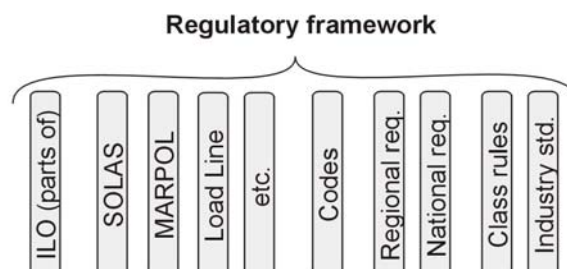 Regulatory framework
ILO (parts of)
SOLAS
MARPOL
Load Line
etc.
Codes
Regional req.
National req.
Class rules
Industry std.